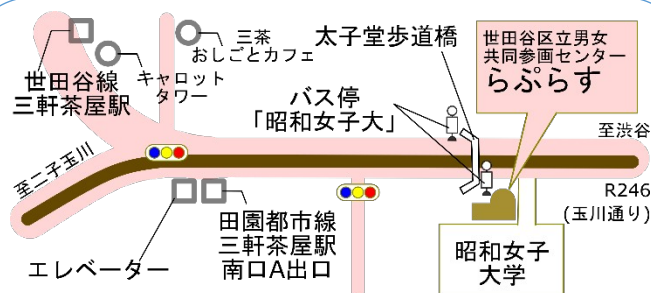 三茶
おしごとカフェ
太子堂歩道橋
世田谷区立男女
共同参画センター
らぷらす
世田谷線
三軒茶屋駅
キャロット
タワー
バス停
「昭和女子大」
至渋谷
至二子玉川
R246
(玉川通り)
エレベーター
田園都市線
三軒茶屋駅
南口A出口
昭和女子
大学